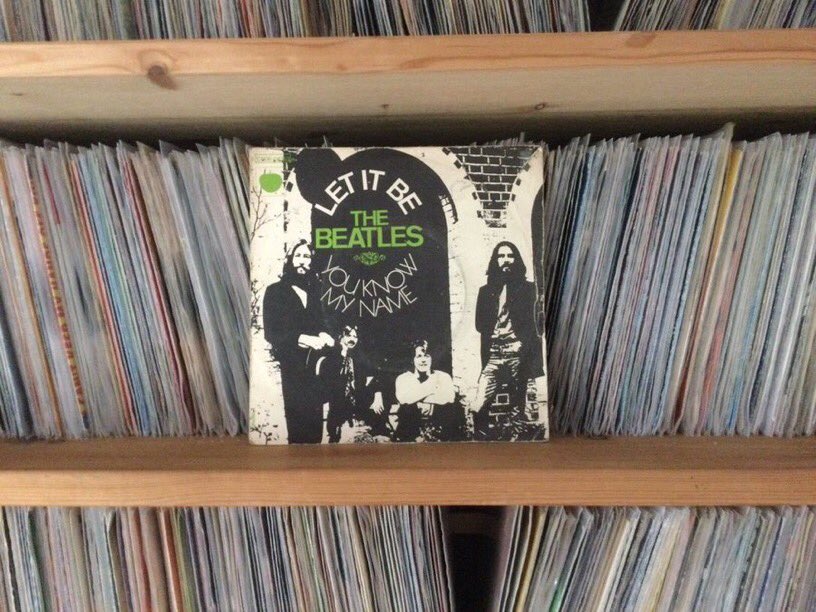 LET IT BE
THE
BEATLES
YOU KNOW
MY NAME